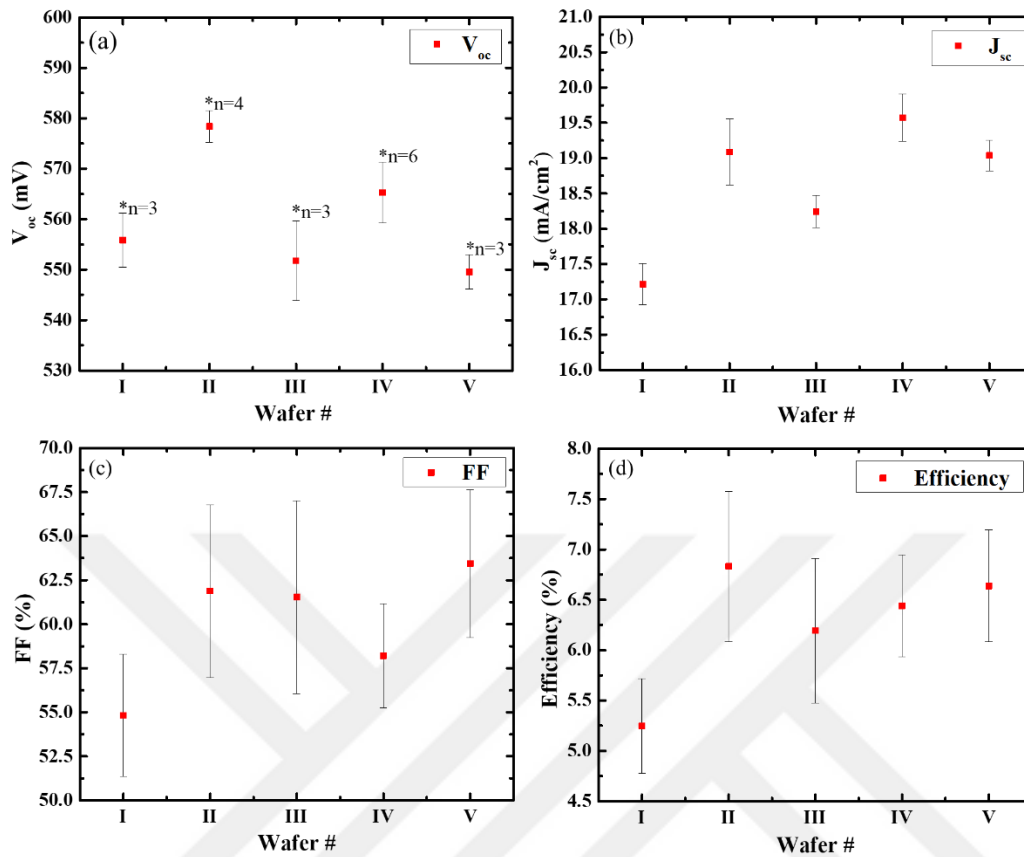 (a)
V_oc
V_oc (mV)
600
590
580
570
560
550
540
530
*n=3
*n=4
*n=3
*n=6
*n=3
I II III IV V
Wafer #
(b)
J_sc
J_sc (mA/cm²)
21.0
20.5
20.0
19.5
19.0
18.5
18.0
17.5
17.0
16.5
16.0
I II III IV V
Wafer #
(c)
FF
FF (%)
70.0
67.5
65.0
62.5
60.0
57.5
55.0
52.5
50.0
I II III IV V
Wafer #
(d)
Efficiency
Efficiency (%)
8.0
7.5
7.0
6.5
6.0
5.5
5.0
4.5
I II III IV V
Wafer #